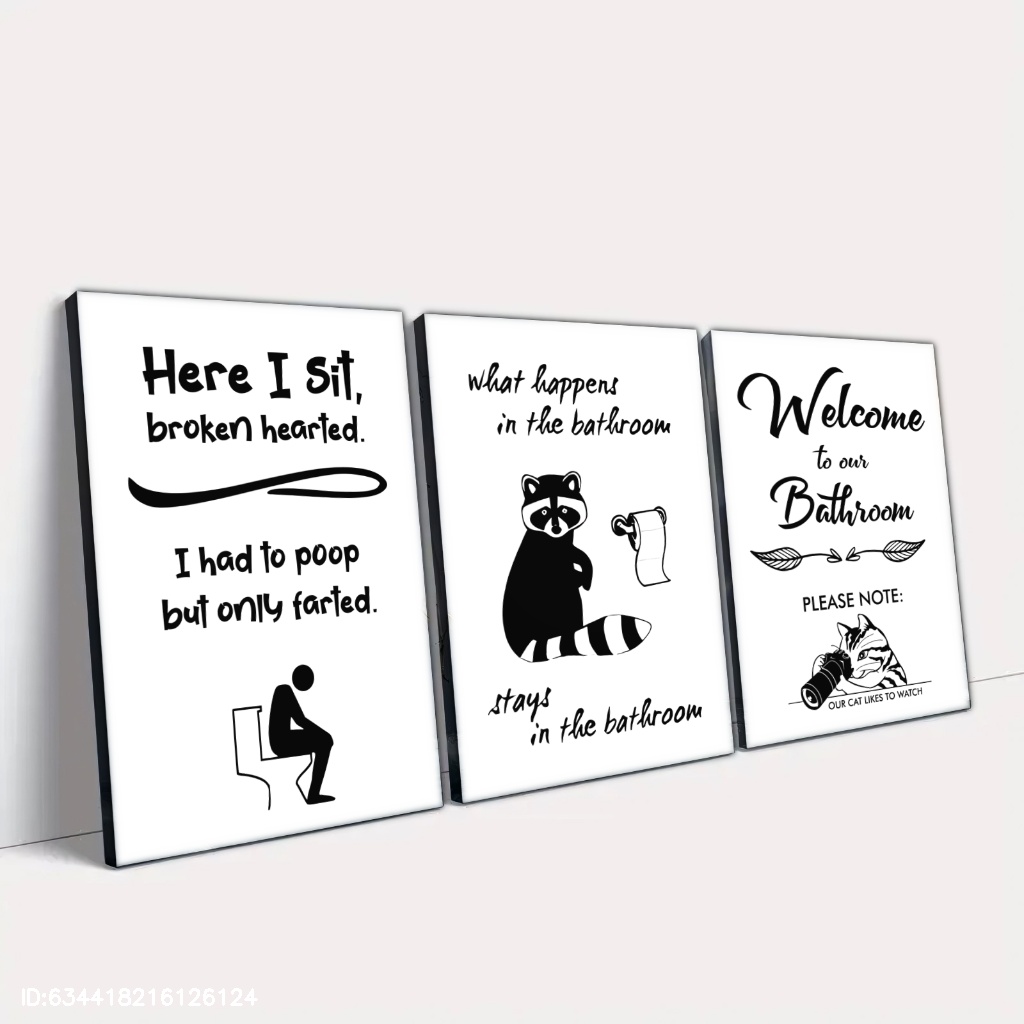 Here I sit,
broken hearted.
I had to poop
but only farted.
what happens
in the bathroom
stays
in the bathroom
Welcome
to our
Bathroom
PLEASE NOTE:
OUR CAT LIKES TO WATCH
ID:634418216126124